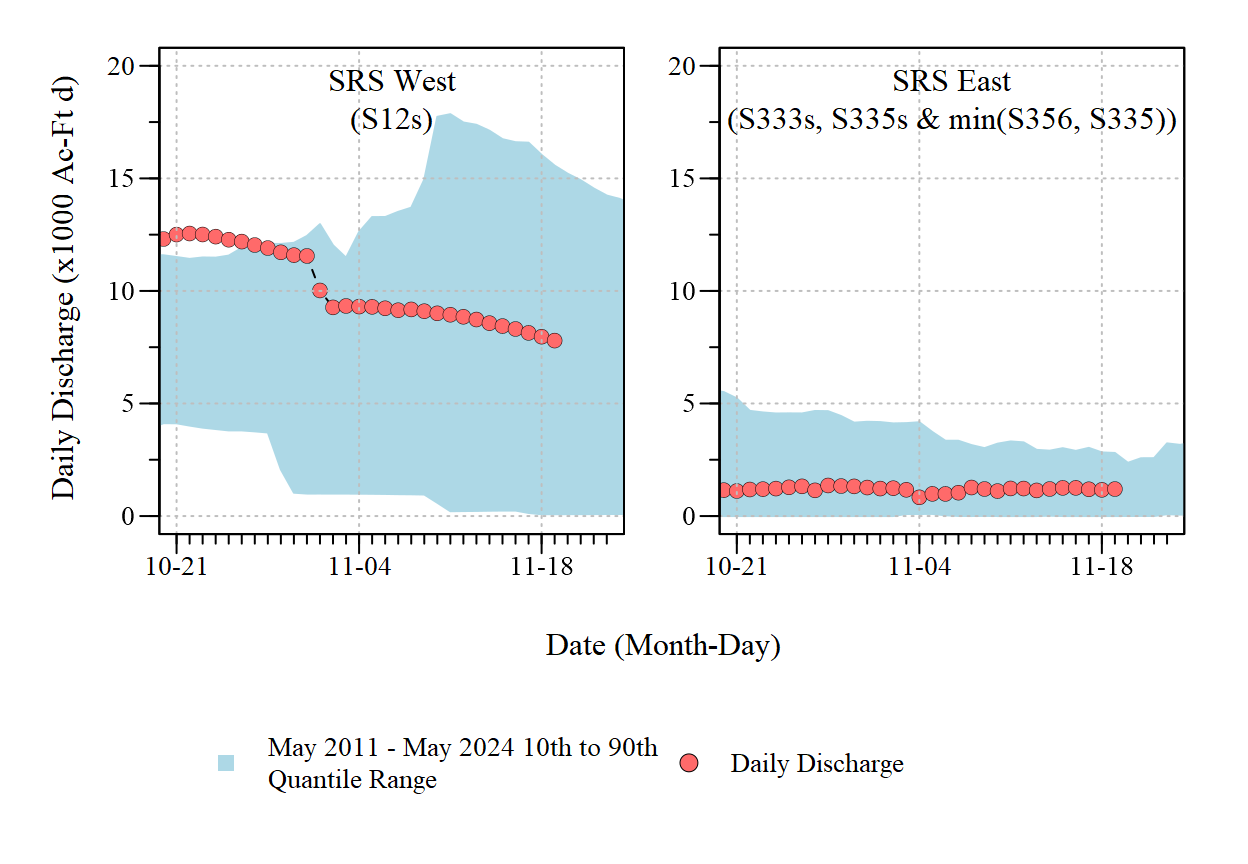 Daily Discharge (x1000 Ac-Ft d)
20
15
10
5
0
SRS West
(S12s)
10-21
11-04
11-18
20
15
10
5
0
SRS East
(S333s, S335s & min(S356, S335))
10-21
11-04
11-18
Date (Month-Day)
May 2011 - May 2024 10th to 90th
Quantile Range
Daily Discharge